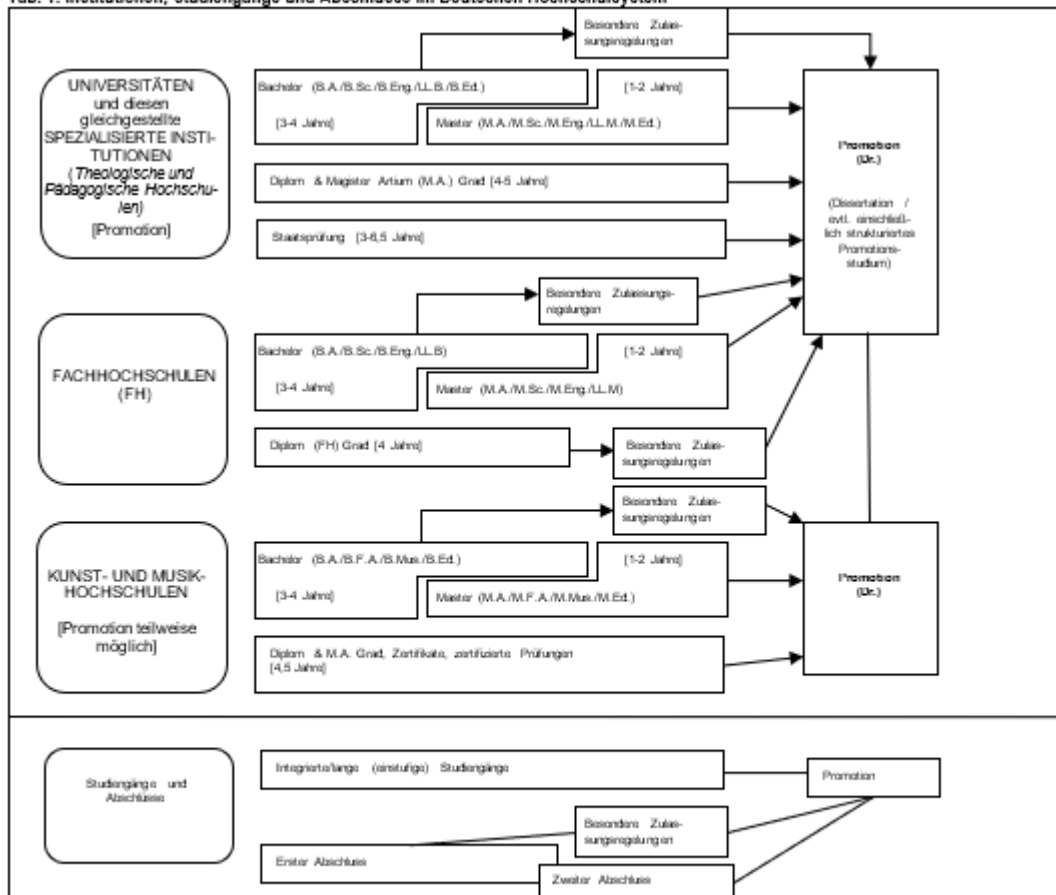 Tab. 1: Institutionen, Studiengänge und Abschlüsse im Deutschen Hochschulsystem
Besondere Zulas-
sungsregelungen
UNIVERSITÄTEN
und diesen
gleichgestellte
SPEZIALISIERTE INSTI-
TUTIONEN
(Theologische und
Pädagogische Hochschu-
len)
[Promotion]
Bachelor (B.A./B.Sc./B.Eng./LL.B./B.Ed.)
[3-4 Jahre]
[1-2 Jahre]
Master (M.A./M.Sc./M.Eng./LL.M./M.Ed.)
Diplom & Magister Artium (M.A.) Grad [4-5 Jahre]
Staatsprüfung [3-6,5 Jahre]
Promotion
(Dr.)
(Dissertation /
evtl. einschließ-
lich strukturiertes
Promotions-
studium)
FACHHOCHSCHULEN
(FH)
Besondere Zulassungs-
regelungen
Bachelor (B.A./B.Sc./B.Eng./LL.B)
[3-4 Jahre]
[1-2 Jahre]
Master (M.A./M.Sc./M.Eng./LL.M)
Diplom (FH) Grad [4 Jahre]
Besondere Zulas-
sungsregelungen
KUNST- UND MUSIK-
HOCHSCHULEN
[Promotion teilweise
möglich]
Besondere Zulas-
sungsregelungen
Bachelor (B.A./B.F.A./B.Mus./B.Ed.)
[3-4 Jahre]
[1-2 Jahre]
Master (M.A./M.F.A./M.Mus./M.Ed.)
Diplom & M.A. Grad, Zertifikate, zertifizierte Prüfungen
[4,5 Jahre]
Promotion
(Dr.)
Studiengänge und
Abschlüsse
Integrierte/lange (einstufige) Studiengänge
Promotion
Besondere Zulas-
sungsregelungen
Erster Abschluss
Zweiter Abschluss